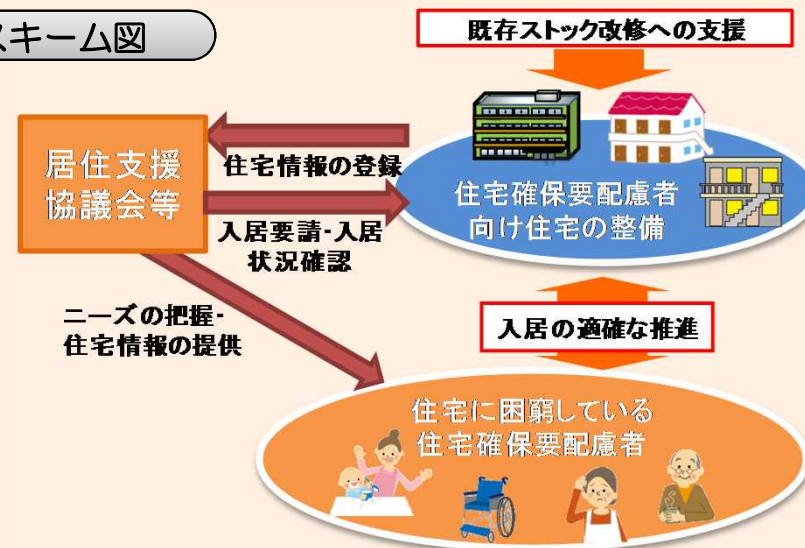 スキーム図
既存ストック改修への支援
居住支援
協議会等
住宅情報の登録
入居要請・入居
状況確認
住宅確保要配慮者
向け住宅の整備
ニーズの把握・
住宅情報の提供
入居の適確な推進
住宅に困窮している
住宅確保要配慮者